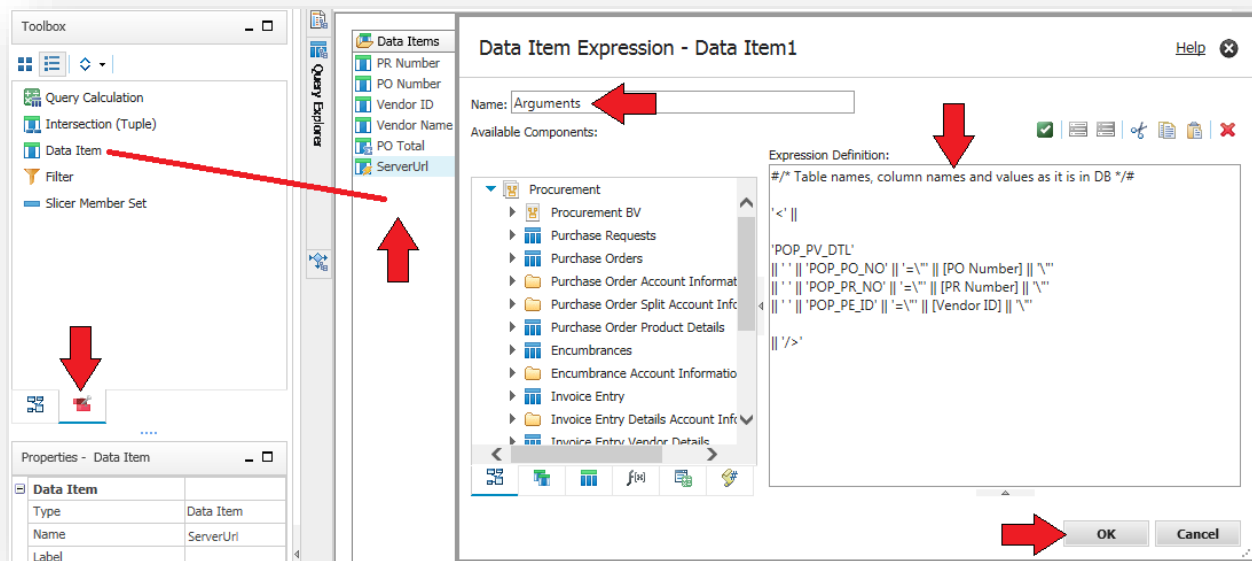 Toolbox
Query Calculation
Intersection (Tuple)
Data Item
Filter
Slicer Member Set
Properties - Data Item
Data Item
Type Data Item
Name ServerUrl
Label
Query Explorer
Data Items
PR Number
PO Number
Vendor ID
Vendor Name
PO Total
ServerUrl
Data Item Expression - Data Item1
Help
Name: Arguments
Available Components:
Procurement
Procurement BV
Purchase Requests
Purchase Orders
Purchase Order Account Informat
Purchase Order Split Account Infc
Purchase Order Product Details
Encumbrances
Encumbrance Account Informatio
Invoice Entry
Invoice Entry Details Account Infc
Invoice Entry Vendor Details
Expression Definition:
#/* Table names, column names and values as it is in DB */#
'<' ||
'POP_PV_DTL'
|| ' ' || 'POP_PO_NO' || '=\"' || [PO Number] || '\"'
|| ' ' || 'POP_PR_NO' || '=\"' || [PR Number] || '\"'
|| ' ' || 'POP_PE_ID' || '=\"' || [Vendor ID] || '\"'
|| '/>'
OK Cancel